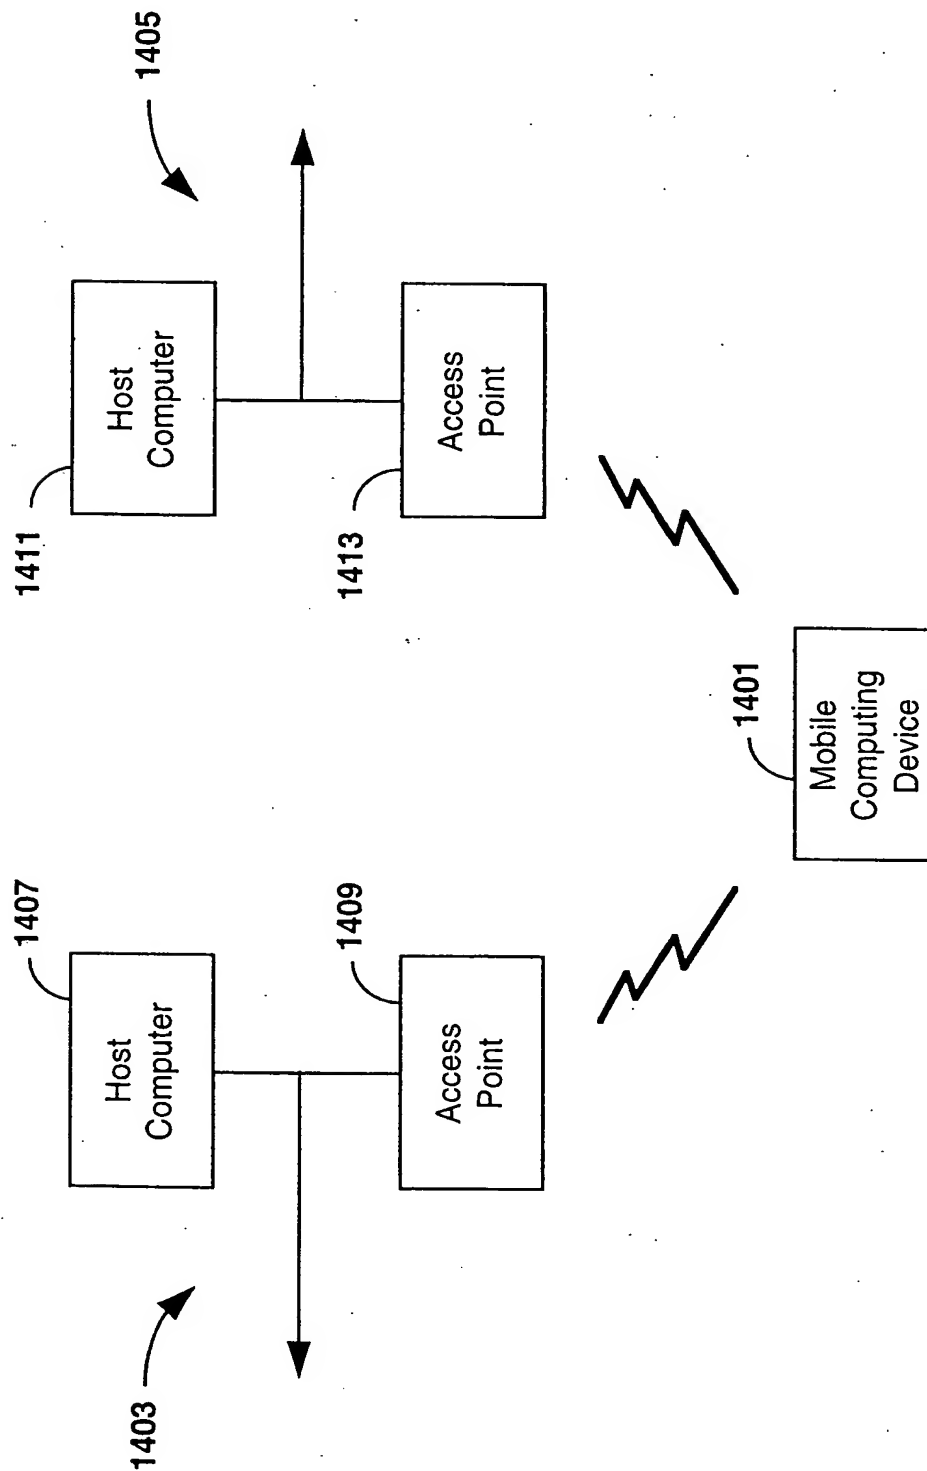 1407
1411
Host
Computer
Host
Computer
1403
1405
1409
1413
Access
Point
Access
Point
1401
Mobile
Computing
Device